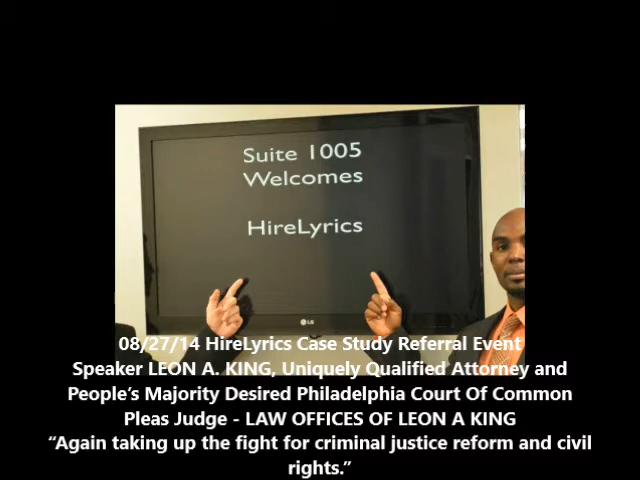 Suite 1005
Welcomes
HireLyrics
LG
08/27/14 HireLyrics Case Study Referral Event
Speaker LEON A. KING, Uniquely Qualified Attorney and
People’s Majority Desired Philadelphia Court Of Common
Pleas Judge - LAW OFFICES OF LEON A KING
“Again taking up the fight for criminal justice reform and civil
rights.”